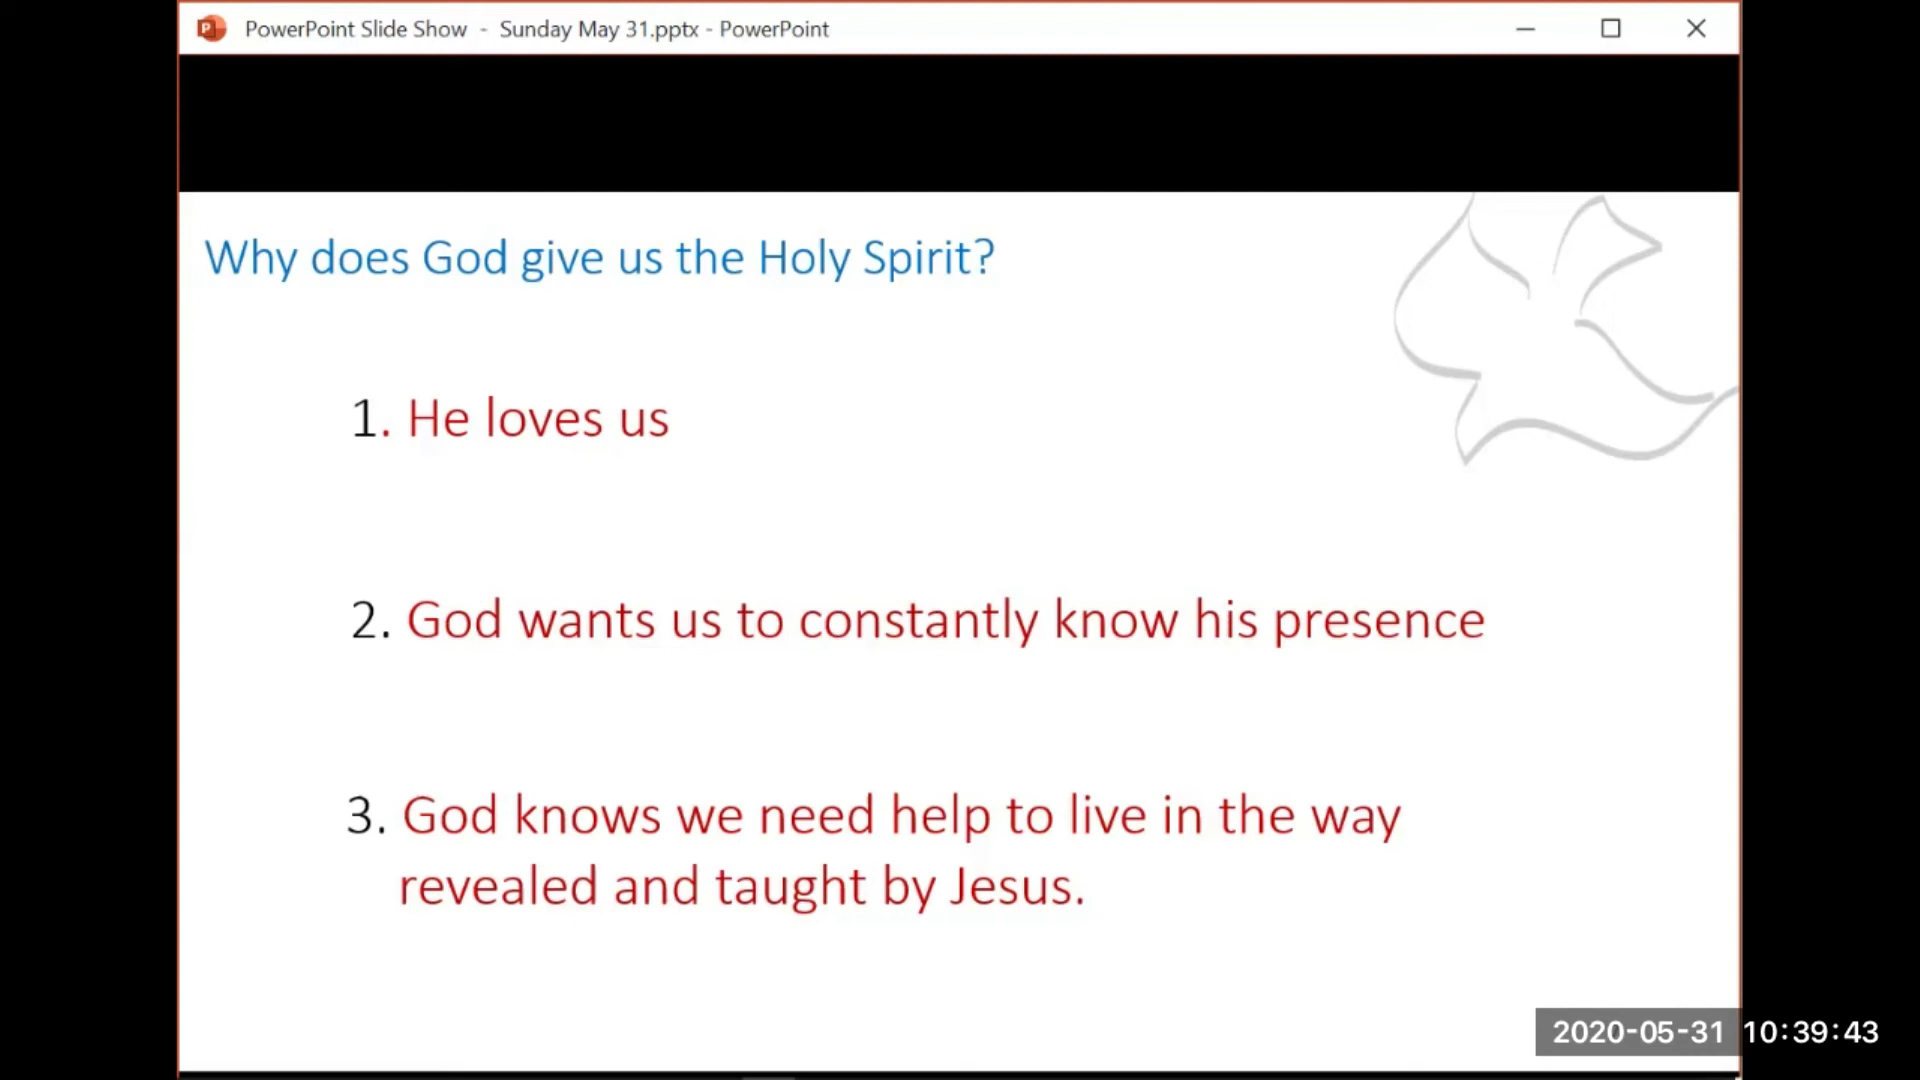 PowerPoint Slide Show - Sunday May 31.pptx - PowerPoint
Why does God give us the Holy Spirit?
1. He loves us
2. God wants us to constantly know his presence
3. God knows we need help to live in the way
revealed and taught by Jesus.
2020-05-31 10:39:43